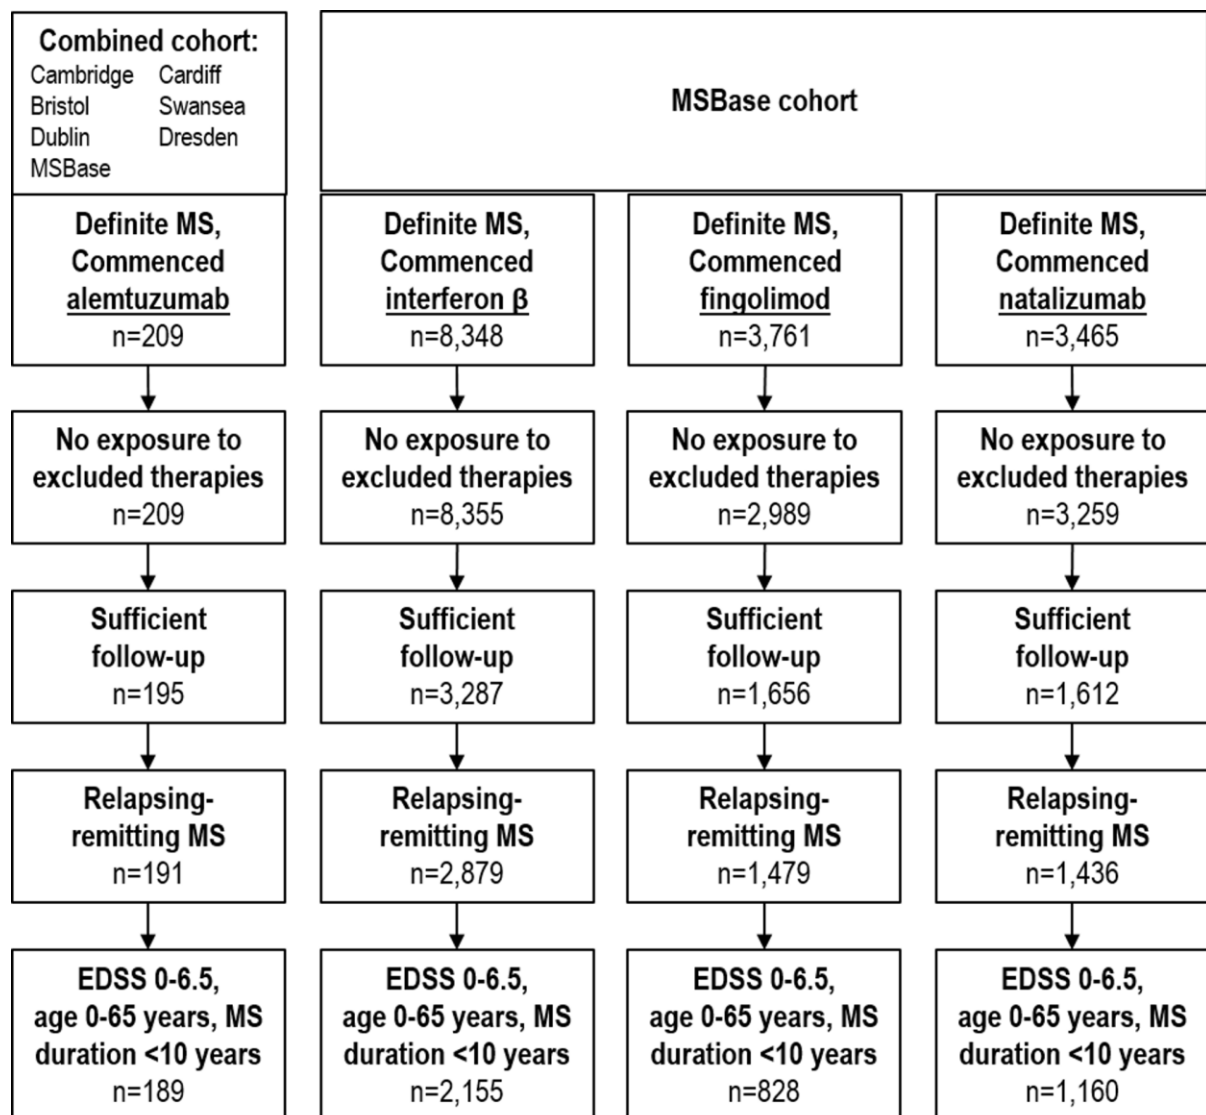 Combined cohort:
Cambridge Cardiff
Bristol Swansea
Dublin Dresden
MSBase
MSBase cohort
Definite MS,
Commenced
alemtuzumab
n=209
Definite MS,
Commenced
interferon β
n=8,348
Definite MS,
Commenced
fingolimod
n=3,761
Definite MS,
Commenced
natalizumab
n=3,465
No exposure to
excluded therapies
n=209
No exposure to
excluded therapies
n=8,355
No exposure to
excluded therapies
n=2,989
No exposure to
excluded therapies
n=3,259
Sufficient
follow-up
n=195
Sufficient
follow-up
n=3,287
Sufficient
follow-up
n=1,656
Sufficient
follow-up
n=1,612
Relapsing-
remitting MS
n=191
Relapsing-
remitting MS
n=2,879
Relapsing-
remitting MS
n=1,479
Relapsing-
remitting MS
n=1,436
EDSS 0-6.5,
age 0-65 years, MS
duration <10 years
n=189
EDSS 0-6.5,
age 0-65 years, MS
duration <10 years
n=2,155
EDSS 0-6.5,
age 0-65 years, MS
duration <10 years
n=828
EDSS 0-6.5,
age 0-65 years, MS
duration <10 years
n=1,160